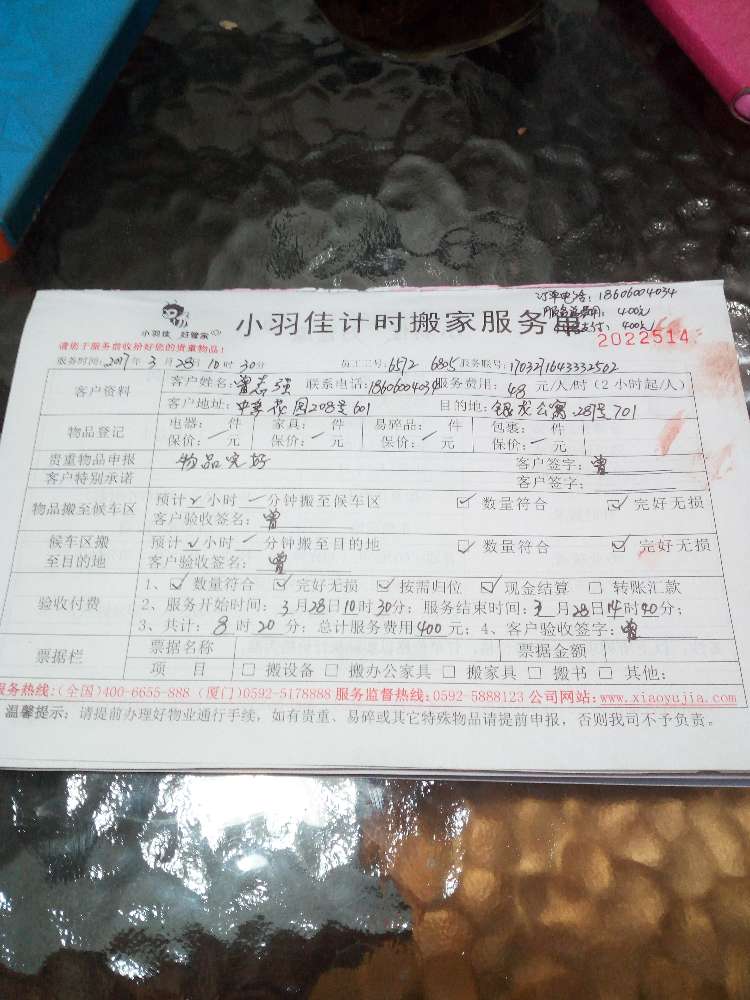 订单电话：18606004034
服务总费用：400元
支付：400元
小羽佳 好管家
小羽佳计时搬家服务单
2022514
请您于服务前收拾好您的贵重物品！
服务时间：2017年3月28日10时30分 员工工号：6572 6805 服务账号：1703271643332502
客户资料 客户姓名：曾志强 联系电话：18606004034 服务费用：48元/人/时（2小时起/人）
客户地址：中菲花园208号601 目的地：银龙公寓28号701
物品登记 电器： 件 家具： 件 易碎品： 件 包裹： 件
保价：/元 保价：/元 保价：/元 保价：/元
贵重物品申报 物品完好 客户签字：曾
客户特别承诺 客户签字：
物品搬至候车区 预计✓小时/分钟搬至候车区 ☑ 数量符合 ☑ 完好无损
客户验收签名：曾
候车区搬至目的地 预计✓小时/分钟搬至目的地 ☑ 数量符合 ☑ 完好无损
客户验收签名：曾
验收付费 1、☑ 数量符合 ☑ 完好无损 ☑ 按需归位 ☑ 现金结算 □ 转账汇款
2、服务开始时间：3月28日10时30分；服务结束时间：3月28日14时40分；
3、共计：8时20分；总计服务费用400元；4、客户验收签字：曾
票据栏 票据名称 票据金额
项 目 □ 搬设备 □ 搬办公家具 □ 搬家具 □ 搬书 □ 其他：
服务热线：(全国)400-6655-888 (厦门)0592-5178888 服务监督热线：0592-5888123 公司网站：www.xiaoyujia.com
温馨提示：请提前办理好物业通行手续，如有贵重、易碎或其它特殊物品请提前申报，否则我司不予负责。